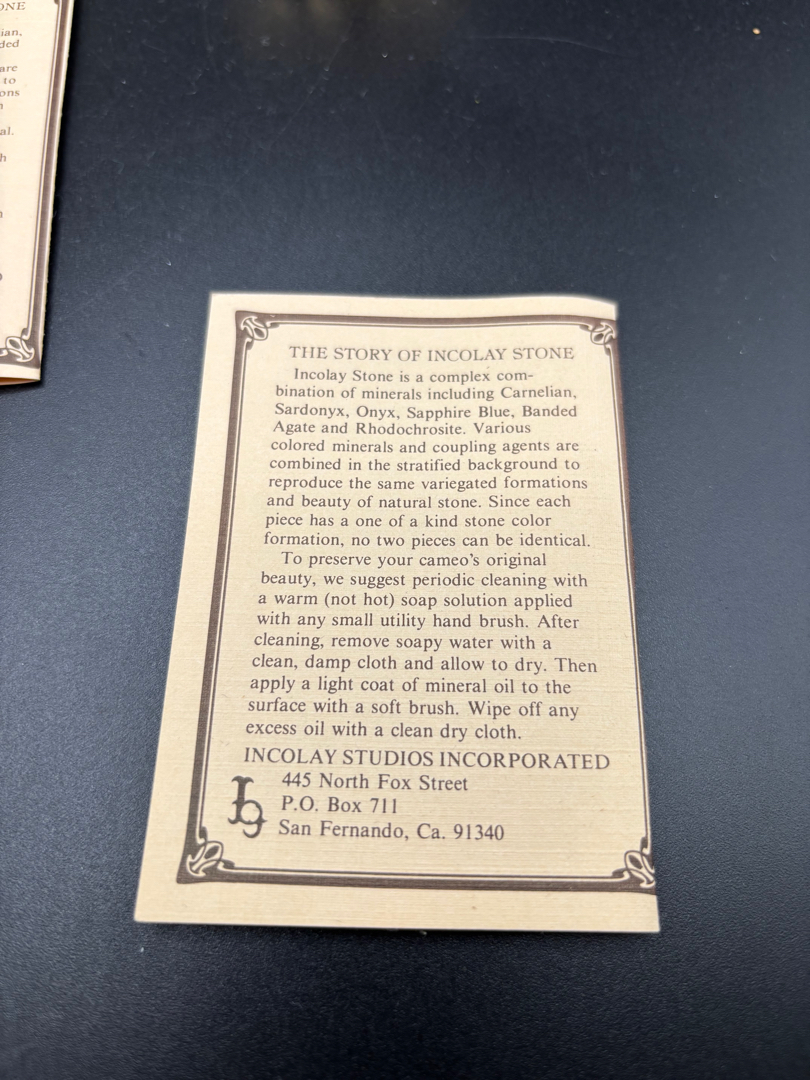 ONE
ian,
ded
are
to
ons
al.
h
THE STORY OF INCOLAY STONE
Incolay Stone is a complex com-
bination of minerals including Carnelian,
Sardonyx, Onyx, Sapphire Blue, Banded
Agate and Rhodochrosite. Various
colored minerals and coupling agents are
combined in the stratified background to
reproduce the same variegated formations
and beauty of natural stone. Since each
piece has a one of a kind stone color
formation, no two pieces can be identical.
To preserve your cameo's original
beauty, we suggest periodic cleaning with
a warm (not hot) soap solution applied
with any small utility hand brush. After
cleaning, remove soapy water with a
clean, damp cloth and allow to dry. Then
apply a light coat of mineral oil to the
surface with a soft brush. Wipe off any
excess oil with a clean dry cloth.
INCOLAY STUDIOS INCORPORATED
445 North Fox Street
P.O. Box 711
San Fernando, Ca. 91340